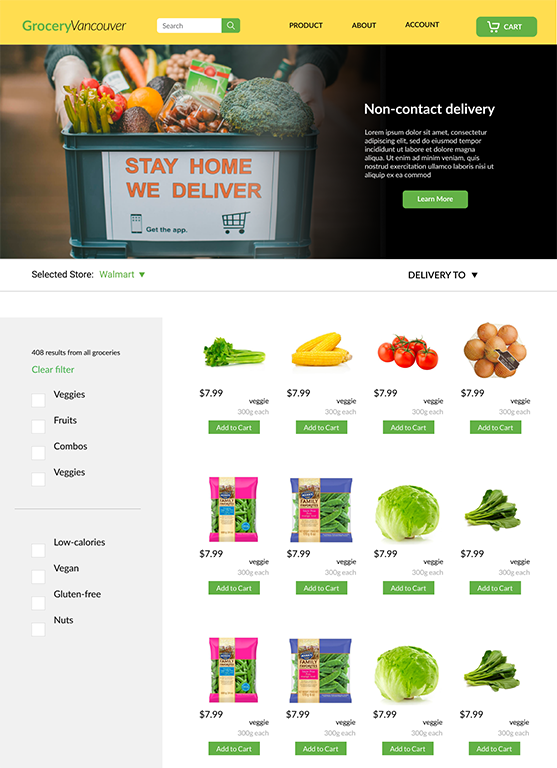 GroceryVancouver
Search
PRODUCT
ABOUT
ACCOUNT
CART
STAY HOME
WE DELIVER
Get the app.
Non-contact delivery
Lorem ipsum dolor sit amet, consectetur
adipiscing elit, sed do eiusmod tempor
incididunt ut labore et dolore magna
aliqua. Ut enim ad minim veniam, quis
nostrud exercitation ullamco laboris nisi ut
aliquip ex ea commod
Learn More
Selected Store: Walmart ▼
DELIVERY TO ▼
408 results from all groceries
Clear filter
Veggies
Fruits
Combos
Veggies
Low-calories
Vegan
Gluten-free
Nuts
$7.99
veggie
300g each
Add to Cart
$7.99
veggie
300g each
Add to Cart
$7.99
veggie
300g each
Add to Cart
$7.99
veggie
300g each
Add to Cart
FAMILY
FAVORITES
$7.99
veggie
300g each
Add to Cart
FAMILY
FAVORITES
$7.99
veggie
300g each
Add to Cart
$7.99
veggie
300g each
Add to Cart
$7.99
veggie
300g each
Add to Cart
FAMILY
FAVORITES
$7.99
veggie
300g each
Add to Cart
FAMILY
FAVORITES
$7.99
veggie
300g each
Add to Cart
$7.99
veggie
300g each
Add to Cart
$7.99
veggie
300g each
Add to Cart